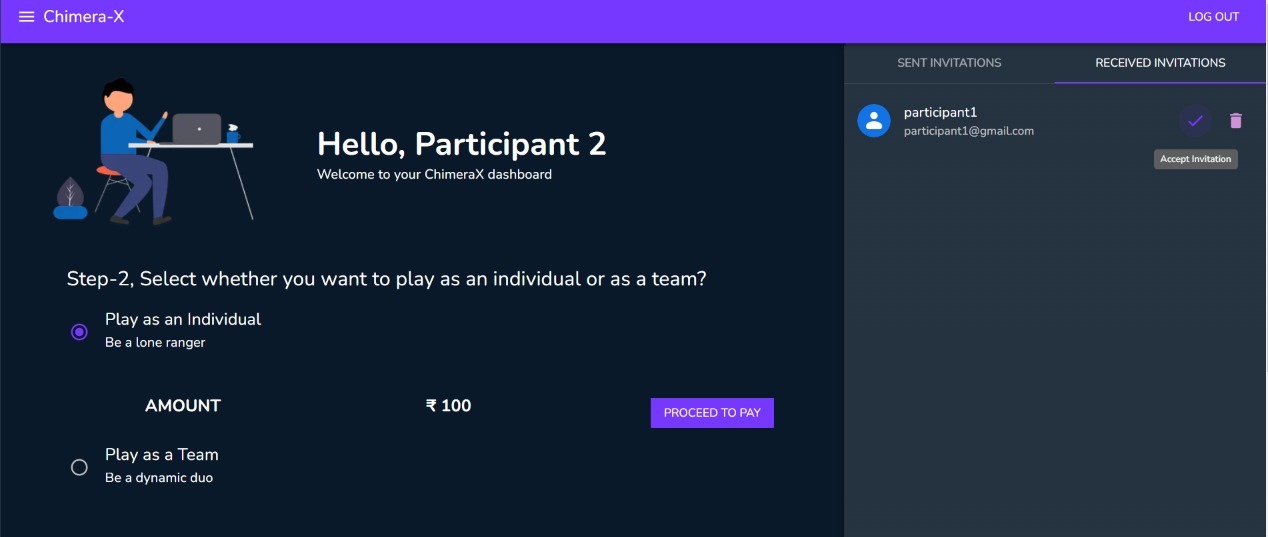 Chimera-X
LOG OUT
SENT INVITATIONS
RECEIVED INVITATIONS
participant1
participant1@gmail.com
Accept Invitation
Hello, Participant 2
Welcome to your ChimeraX dashboard
Step-2, Select whether you want to play as an individual or as a team?
Play as an Individual
Be a lone ranger
AMOUNT
₹ 100
PROCEED TO PAY
Play as a Team
Be a dynamic duo